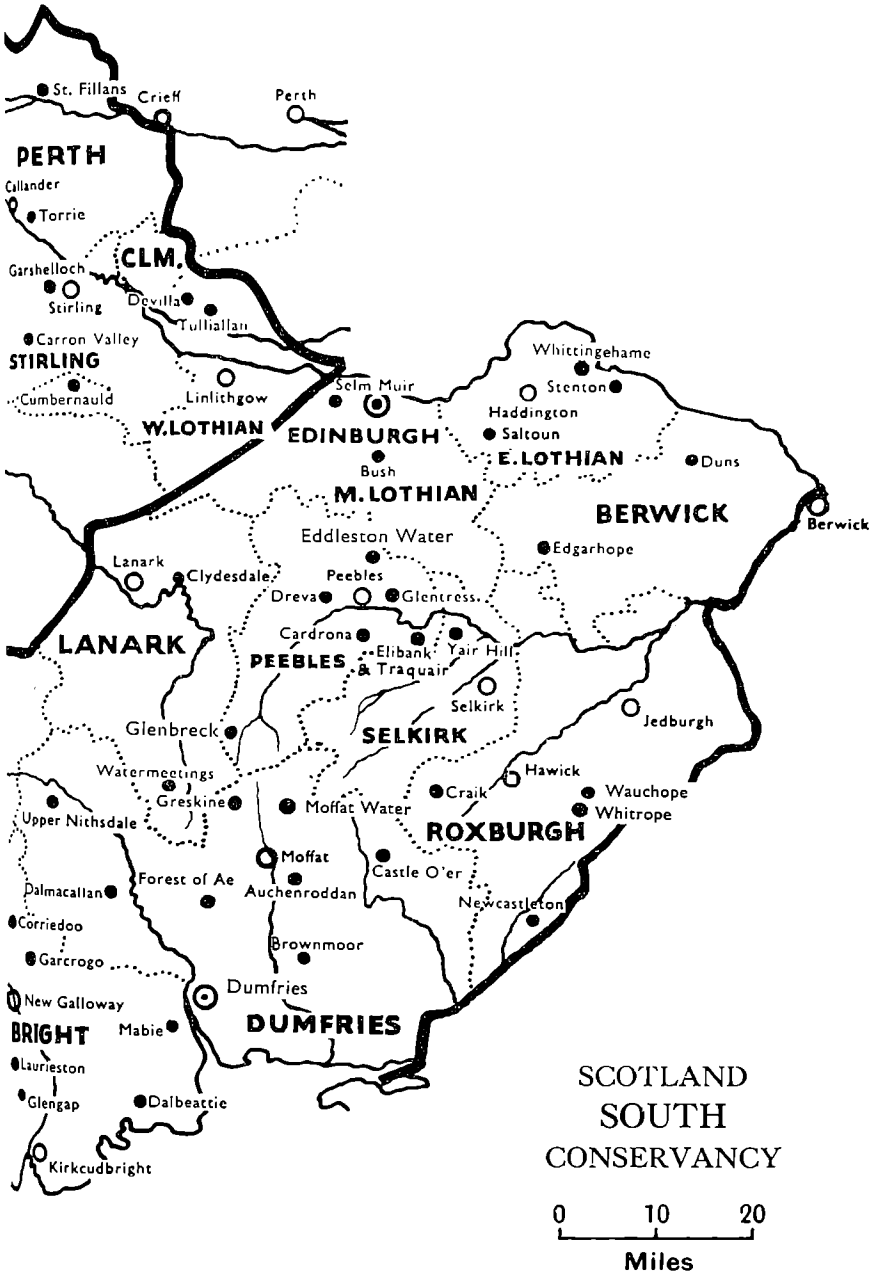 St. Fillans
Crieff
Perth
PERTH
Callander
Torrie
CLM.
Garshelloch
Stirling
Devilla
Tulliallan
Carron Valley
STIRLING
Cumbernauld
Linlithgow
W. LOTHIAN
Selm Muir
EDINBURGH
Bush
M. LOTHIAN
Whittingehame
Stenton
Haddington
Saltoun
E. LOTHIAN
Duns
BERWICK
Berwick
Edgarhope
Eddleston Water
Lanark
Clydesdale
Peebles
Dreva
Glentress
LANARK
Cardrona
PEEBLES
Elibank
& Traquair
Yair Hill
Selkirk
SELKIRK
Jedburgh
Glenbreck
Watermeetings
Greskine
Moffat Water
Craik
Hawick
Wauchope
Whitrope
ROXBURGH
Upper Nithsdale
Moffat
Castle O'er
Dalmacallan
Forest of Ae
Auchenroddan
Newcastleton
Corriedoo
Garcrogo
Brownmoor
New Galloway
Dumfries
BRIGHT
Mabie
DUMFRIES
Laurieston
Glengap
Dalbeattie
Kirkcudbright
SCOTLAND
SOUTH
CONSERVANCY
0 10 20
Miles